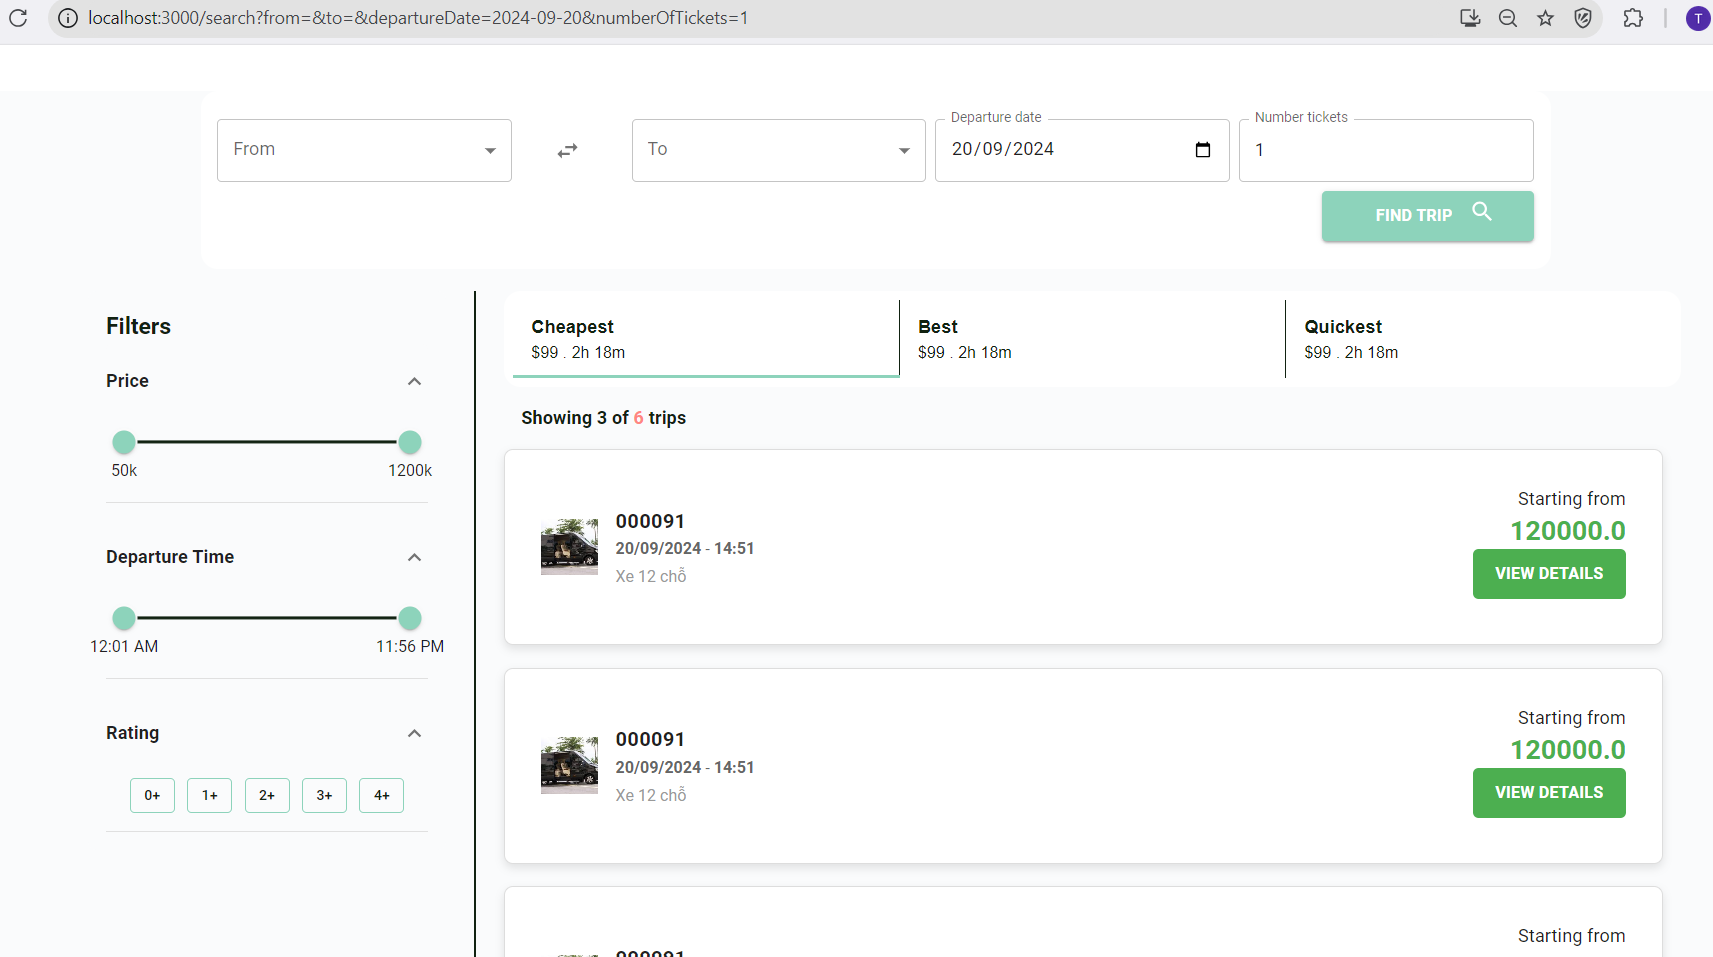 localhost:3000/search?from=&to=&departureDate=2024-09-20&numberOfTickets=1
T
From
To
Departure date
20/09/2024
Number tickets
1
FIND TRIP
Filters
Price
50k
1200k
Departure Time
12:01 AM
11:56 PM
Rating
0+
1+
2+
3+
4+
Cheapest
$99 . 2h 18m
Best
$99 . 2h 18m
Quickest
$99 . 2h 18m
Showing 3 of 6 trips
000091
20/09/2024 - 14:51
Xe 12 chỗ
Starting from
120000.0
VIEW DETAILS
000091
20/09/2024 - 14:51
Xe 12 chỗ
Starting from
120000.0
VIEW DETAILS
000091
Starting from